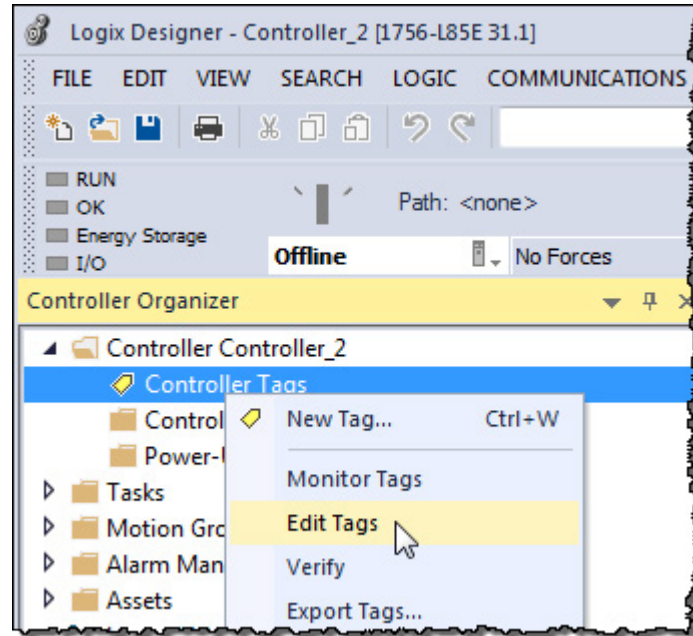 Logix Designer - Controller_2 [1756-L85E 31.1]
FILE EDIT VIEW SEARCH LOGIC COMMUNICATIONS
RUN
OK
Energy Storage
I/O
Path: <none>
Offline No Forces
Controller Organizer
Controller Controller_2
Controller Tags
Control
Power-
Tasks
Motion Gro
Alarm Man
Assets
New Tag... Ctrl+W
Monitor Tags
Edit Tags
Verify
Export Tags...